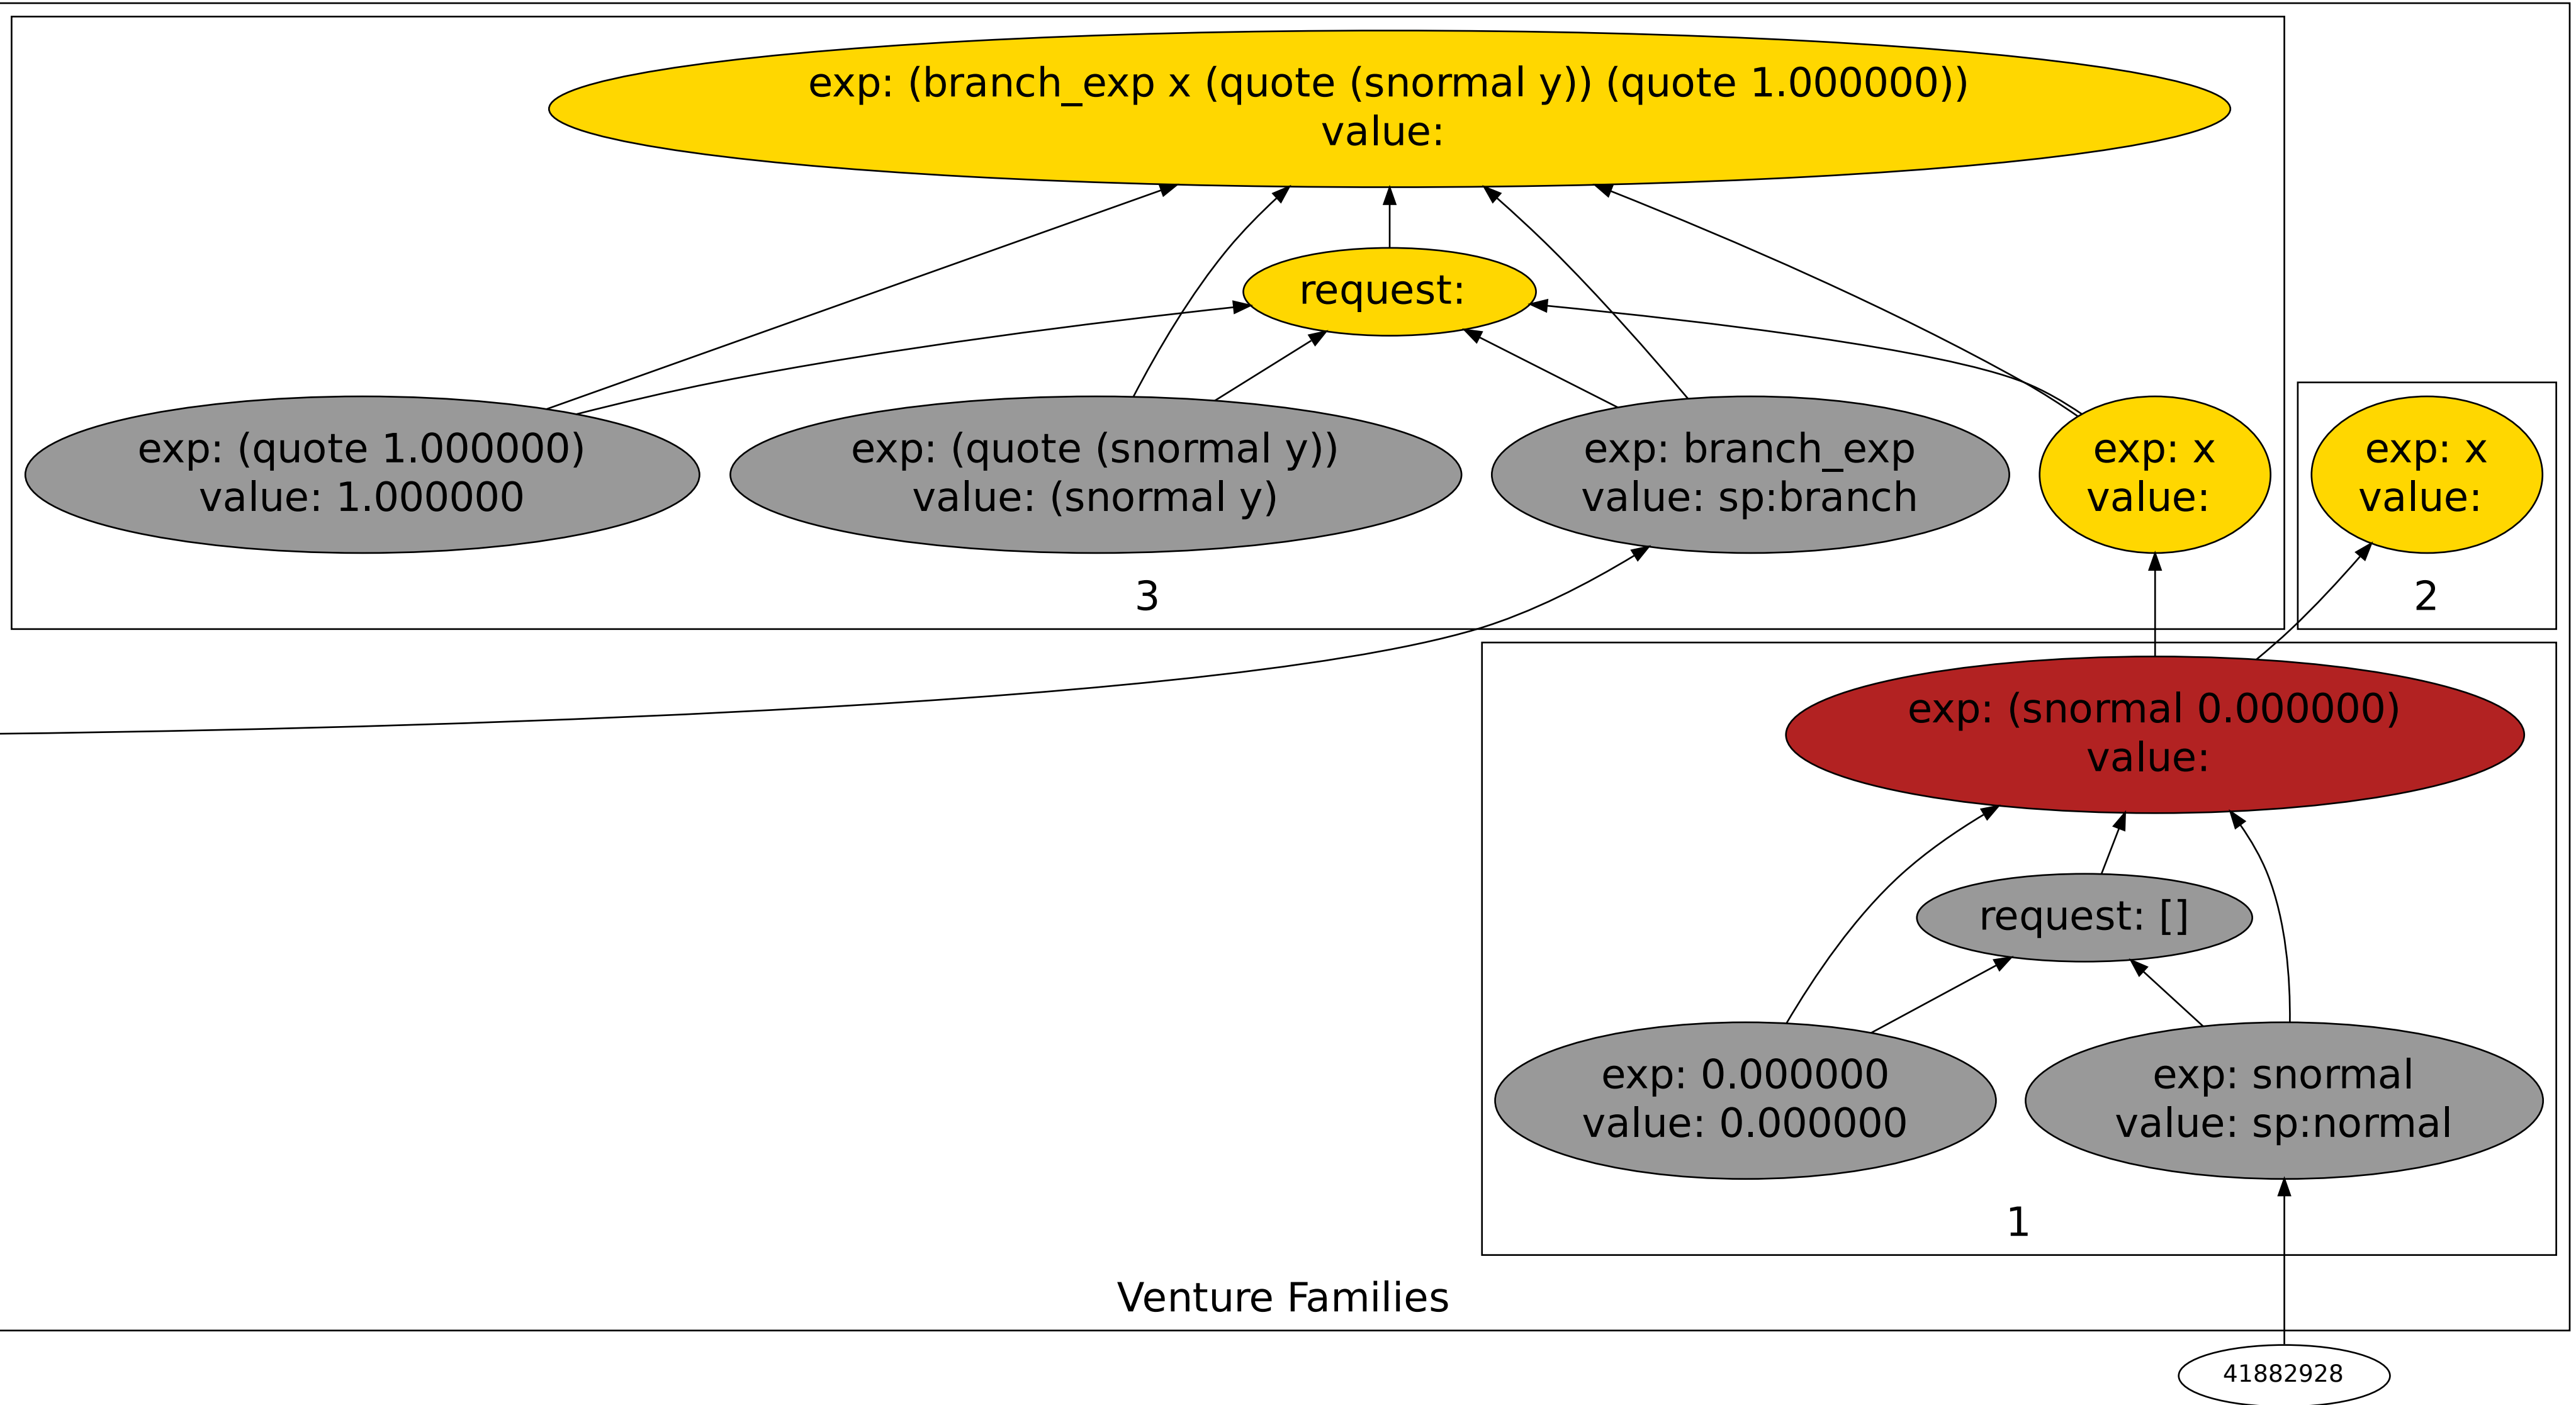 exp: (branch_exp x (quote (snormal y)) (quote 1.000000))
value:
request:
exp: (quote 1.000000)
value: 1.000000
exp: (quote (snormal y))
value: (snormal y)
exp: branch_exp
value: sp:branch
exp: x
value:
exp: x
value:
3
2
exp: (snormal 0.000000)
value:
request: []
exp: 0.000000
value: 0.000000
exp: snormal
value: sp:normal
1
Venture Families
41882928